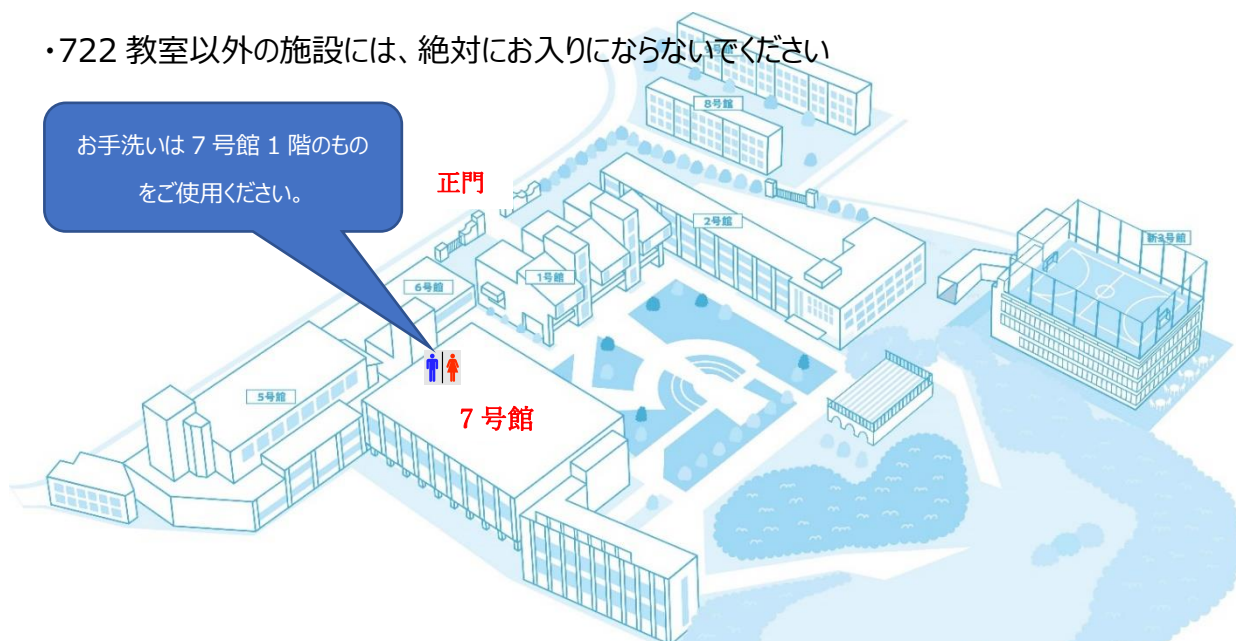 ・722 教室以外の施設には、絶対にお入りにならないでください
お手洗いは 7 号館 1 階のもの
をご使用ください。
正門
9号館
8号館
2号館
新3号館
1号館
6号館
5号館
7 号館